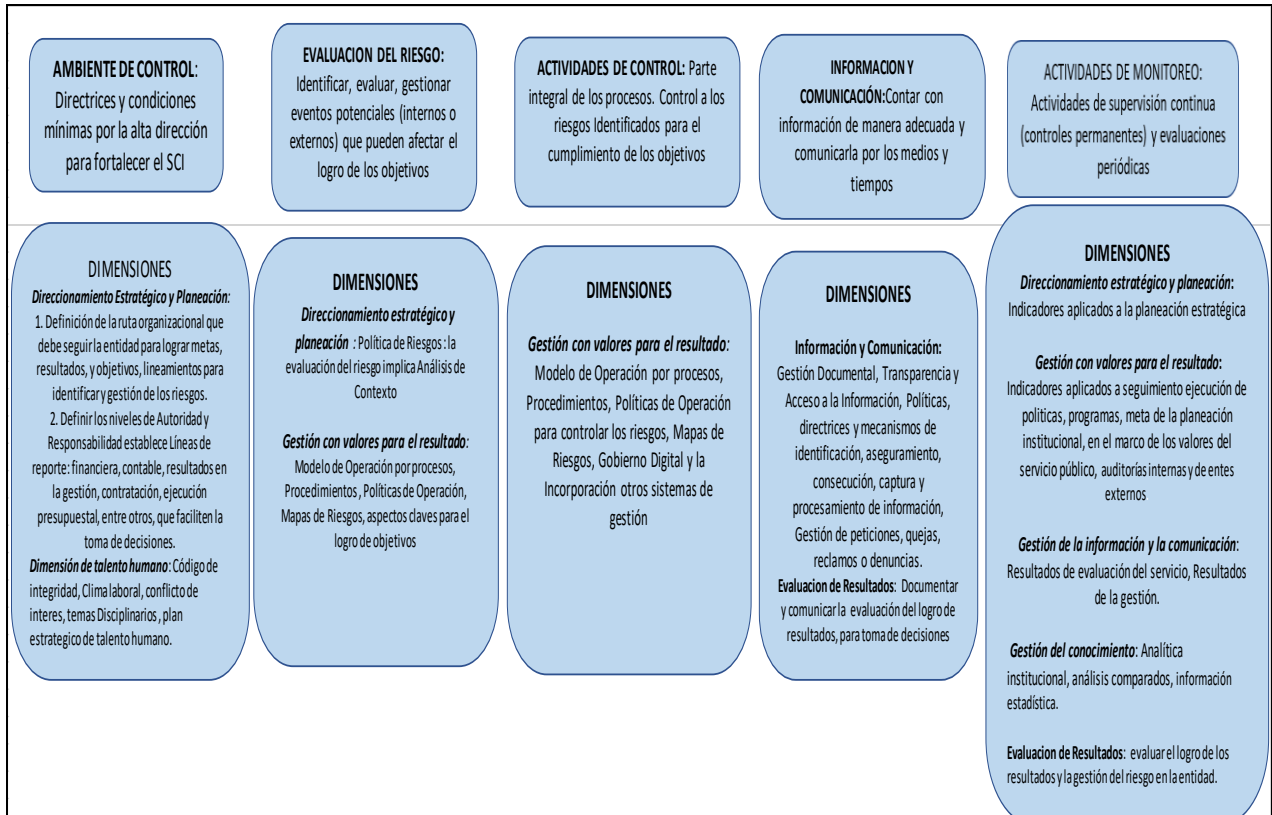 AMBIENTE DE CONTROL:
Directrices y condiciones
mínimas por la alta dirección
para fortalecer el SCI
EVALUACION DEL RIESGO:
Identificar, evaluar, gestionar
eventos potenciales (internos o
externos) que pueden afectar el
logro de los objetivos
ACTIVIDADES DE CONTROL: Parte
integral de los procesos. Control a los
riesgos Identificados para el
cumplimiento de los objetivos
INFORMACION Y
COMUNICACIÓN:Contar con
información de manera adecuada y
comunicarla por los medios y
tiempos
ACTIVIDADES DE MONITOREO:
Actividades de supervisión continua
(controles permanentes) y evaluaciones
periódicas
DIMENSIONES
Direccionamiento Estratégico y Planeación:
1. Definición de la ruta organizacional que
debe seguir la entidad para lograr metas,
resultados, y objetivos, lineamientos para
identificar y gestión de los riesgos.
2. Definir los niveles de Autoridad y
Responsabilidad establece Líneas de
reporte: financiera, contable, resultados en
la gestión, contratación, ejecución
presupuestal, entre otros, que faciliten la
toma de decisiones.
Dimensión de talento humano: Código de
integridad, Clima laboral, conflicto de
interes, temas Disciplinarios , plan
estrategico de talento humano.
DIMENSIONES
Direccionamiento estratégico y
planeación : Política de Riesgos : la
evaluación del riesgo implica Análisis de
Contexto
Gestión con valores para el resultado:
Modelo de Operación por procesos,
Procedimientos , Políticas de Operación,
Mapas de Riesgos, aspectos claves para el
logro de objetivos
DIMENSIONES
Gestión con valores para el resultado:
Modelo de Operación por procesos,
Procedimientos, Políticas de Operación
para controlar los riesgos, Mapas de
Riesgos, Gobierno Digital y la
Incorporación otros sistemas de
gestión
DIMENSIONES
Información y Comunicación:
Gestión Documental, Transparencia y
Acceso a la Información, Políticas,
directrices y mecanismos de
identificación, aseguramiento,
consecución, captura y
procesamiento de información,
Gestión de peticiones, quejas,
reclamos o denuncias.
Evaluacion de Resultados: Documentar
y comunicar la evaluación del logro de
resultados, para toma de decisiones
DIMENSIONES
Direccionamiento estratégico y planeación:
Indicadores aplicados a la planeación estratégica
Gestión con valores para el resultado:
Indicadores aplicados a seguimiento ejecución de
politicas, programas, meta de la planeación
institucional, en el marco de los valores del
servicio público, auditorías internas y de entes
externos
Gestión de la información y la comunicación:
Resultados de evaluación del servicio, Resultados
de la gestión.
Gestión del conocimiento: Analítica
institucional, análisis comparados, información
estadística.
Evaluacion de Resultados: evaluar el logro de los
resultados y la gestión del riesgo en la entidad.